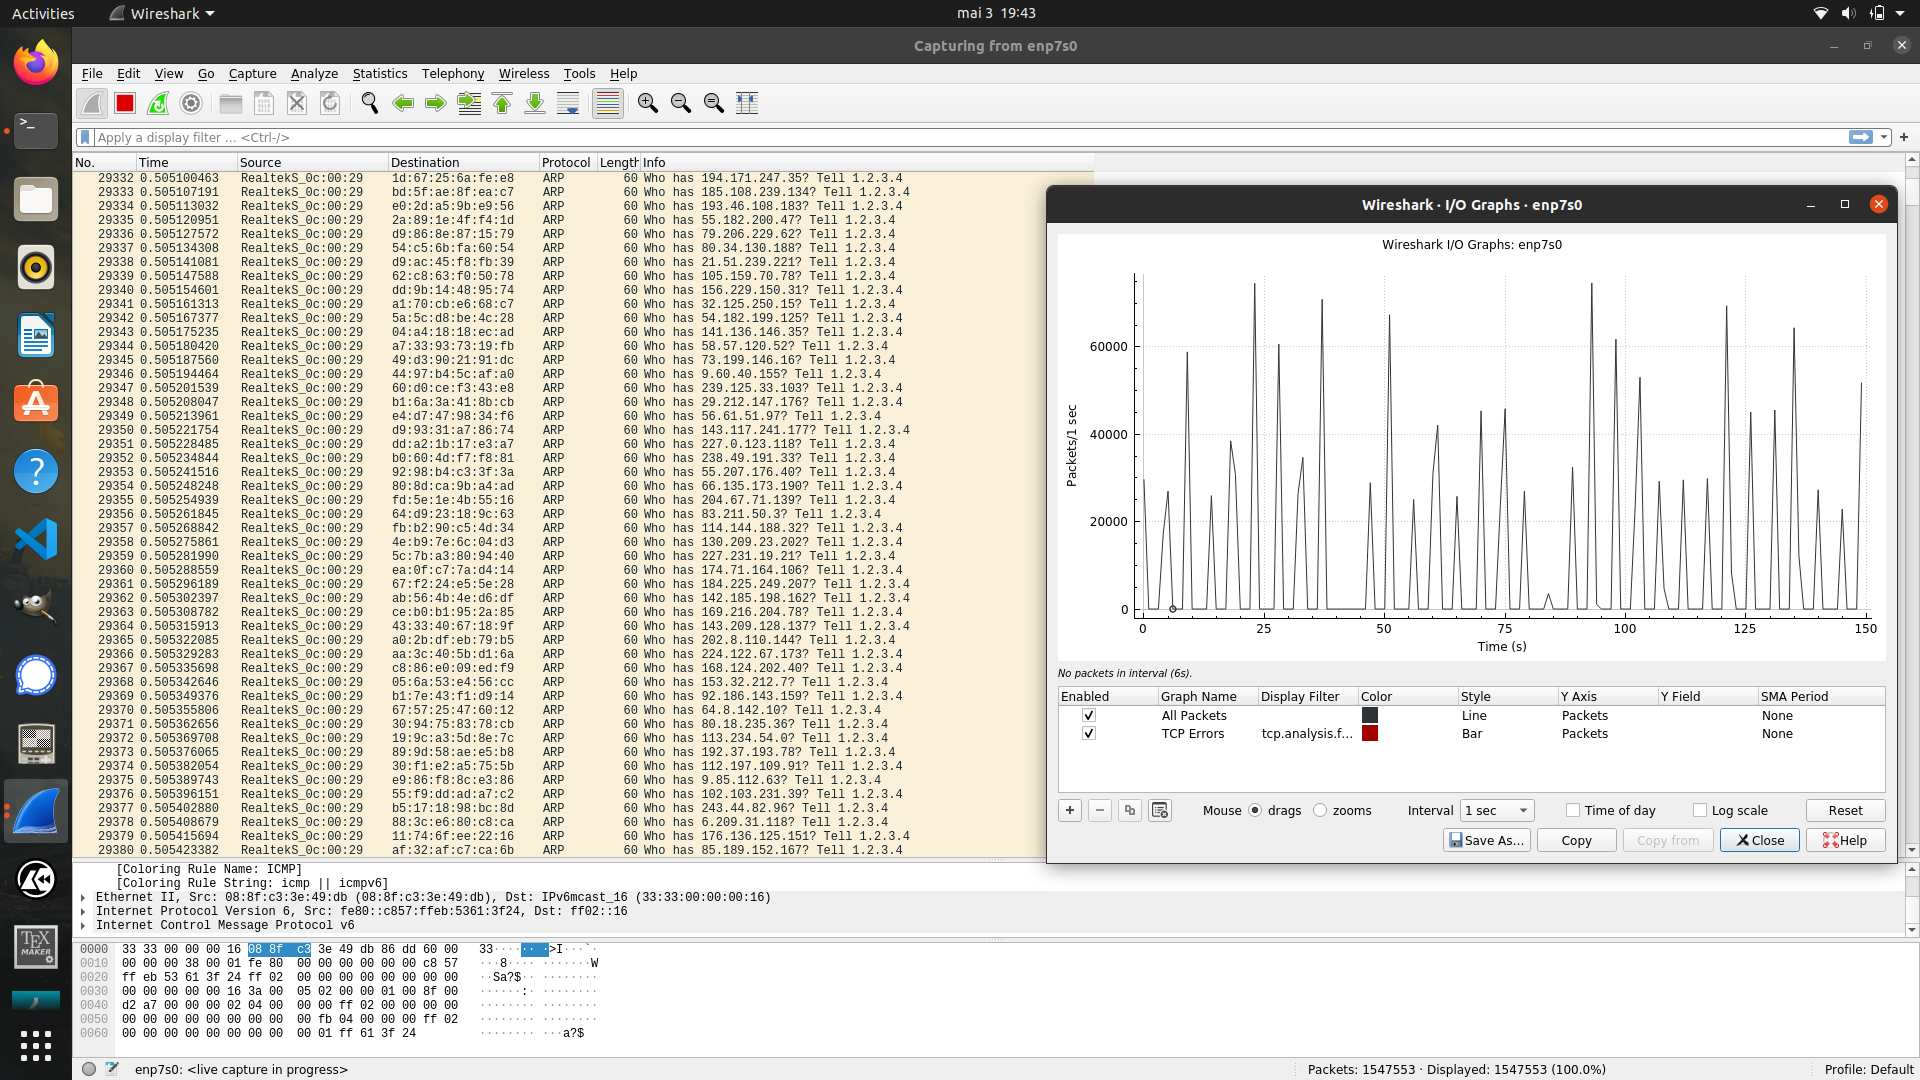 Activities Wireshark mai 3 19:43
Capturing from enp7s0
File Edit View Go Capture Analyze Statistics Telephony Wireless Tools Help
Apply a display filter … <Ctrl-/>
No. Time Source Destination Protocol Length Info
29332 0.505100463 RealtekS_0c:00:29 1d:67:25:6a:fe:e8 ARP 60 Who has 194.171.247.35? Tell 1.2.3.4
29333 0.505107191 RealtekS_0c:00:29 bd:5f:ae:8f:ea:c7 ARP 60 Who has 185.108.239.134? Tell 1.2.3.4
29334 0.505113032 RealtekS_0c:00:29 e0:2d:a5:9b:e9:56 ARP 60 Who has 193.46.108.183? Tell 1.2.3.4
29335 0.505120951 RealtekS_0c:00:29 2a:89:1e:4f:f4:1d ARP 60 Who has 55.182.200.47? Tell 1.2.3.4
29336 0.505127572 RealtekS_0c:00:29 d9:86:8e:87:15:79 ARP 60 Who has 79.206.229.62? Tell 1.2.3.4
29337 0.505134308 RealtekS_0c:00:29 54:c5:6b:fa:60:54 ARP 60 Who has 80.34.130.188? Tell 1.2.3.4
29338 0.505141081 RealtekS_0c:00:29 d9:ac:45:f8:fb:39 ARP 60 Who has 21.51.239.221? Tell 1.2.3.4
29339 0.505147588 RealtekS_0c:00:29 62:c8:63:f0:50:78 ARP 60 Who has 105.159.70.78? Tell 1.2.3.4
29340 0.505154601 RealtekS_0c:00:29 dd:9b:14:48:95:74 ARP 60 Who has 156.229.150.31? Tell 1.2.3.4
29341 0.505161313 RealtekS_0c:00:29 a1:70:cb:e6:68:c7 ARP 60 Who has 32.125.250.15? Tell 1.2.3.4
29342 0.505167377 RealtekS_0c:00:29 5a:5c:d8:be:4c:28 ARP 60 Who has 54.182.199.125? Tell 1.2.3.4
29343 0.505175235 RealtekS_0c:00:29 04:a4:18:18:ec:ad ARP 60 Who has 141.136.146.35? Tell 1.2.3.4
29344 0.505180420 RealtekS_0c:00:29 a7:33:93:73:19:fb ARP 60 Who has 58.57.120.52? Tell 1.2.3.4
29345 0.505187560 RealtekS_0c:00:29 49:d3:90:21:91:dc ARP 60 Who has 73.199.146.16? Tell 1.2.3.4
29346 0.505194464 RealtekS_0c:00:29 44:97:b4:5c:af:a0 ARP 60 Who has 9.60.40.155? Tell 1.2.3.4
29347 0.505201539 RealtekS_0c:00:29 60:d0:ce:f3:43:e8 ARP 60 Who has 239.125.33.103? Tell 1.2.3.4
29348 0.505208047 RealtekS_0c:00:29 b1:6a:3a:41:8b:cb ARP 60 Who has 29.212.147.176? Tell 1.2.3.4
29349 0.505213961 RealtekS_0c:00:29 e4:d7:47:98:34:f6 ARP 60 Who has 56.61.51.97? Tell 1.2.3.4
29350 0.505221754 RealtekS_0c:00:29 d9:93:31:a7:86:74 ARP 60 Who has 143.117.241.177? Tell 1.2.3.4
29351 0.505228485 RealtekS_0c:00:29 dd:a2:1b:17:e3:a7 ARP 60 Who has 227.0.123.118? Tell 1.2.3.4
29352 0.505234844 RealtekS_0c:00:29 b0:60:4d:f7:f8:81 ARP 60 Who has 238.49.191.33? Tell 1.2.3.4
29353 0.505241516 RealtekS_0c:00:29 92:98:b4:c3:3f:3a ARP 60 Who has 55.207.176.40? Tell 1.2.3.4
29354 0.505248248 RealtekS_0c:00:29 80:8d:ca:9b:a4:ad ARP 60 Who has 66.135.173.190? Tell 1.2.3.4
29355 0.505254939 RealtekS_0c:00:29 fd:5e:1e:4b:55:16 ARP 60 Who has 204.67.71.139? Tell 1.2.3.4
29356 0.505261845 RealtekS_0c:00:29 64:d9:23:18:9c:63 ARP 60 Who has 83.211.50.3? Tell 1.2.3.4
29357 0.505268842 RealtekS_0c:00:29 fb:b2:90:c5:4d:34 ARP 60 Who has 114.144.188.32? Tell 1.2.3.4
29358 0.505275861 RealtekS_0c:00:29 4e:b9:7e:6c:04:d3 ARP 60 Who has 130.209.23.202? Tell 1.2.3.4
29359 0.505281990 RealtekS_0c:00:29 5c:7b:a3:80:94:40 ARP 60 Who has 227.231.19.21? Tell 1.2.3.4
29360 0.505288559 RealtekS_0c:00:29 ea:0f:c7:7a:d4:14 ARP 60 Who has 174.71.164.106? Tell 1.2.3.4
29361 0.505296189 RealtekS_0c:00:29 67:f2:24:e5:5e:28 ARP 60 Who has 184.225.249.207? Tell 1.2.3.4
29362 0.505302397 RealtekS_0c:00:29 ab:56:4b:4e:d6:df ARP 60 Who has 142.185.198.162? Tell 1.2.3.4
29363 0.505308782 RealtekS_0c:00:29 ce:b0:b1:95:2a:85 ARP 60 Who has 169.216.204.78? Tell 1.2.3.4
29364 0.505315913 RealtekS_0c:00:29 43:33:40:67:18:9f ARP 60 Who has 143.209.128.137? Tell 1.2.3.4
29365 0.505322085 RealtekS_0c:00:29 a0:2b:df:eb:79:b5 ARP 60 Who has 202.8.110.144? Tell 1.2.3.4
29366 0.505329283 RealtekS_0c:00:29 aa:3c:40:5b:d1:6a ARP 60 Who has 224.122.67.173? Tell 1.2.3.4
29367 0.505335698 RealtekS_0c:00:29 c8:86:e0:09:ed:f9 ARP 60 Who has 168.124.202.40? Tell 1.2.3.4
29368 0.505342646 RealtekS_0c:00:29 05:6a:53:e4:56:cc ARP 60 Who has 153.32.212.7? Tell 1.2.3.4
29369 0.505349376 RealtekS_0c:00:29 b1:7e:43:f1:d9:14 ARP 60 Who has 92.186.143.159? Tell 1.2.3.4
29370 0.505355806 RealtekS_0c:00:29 67:57:25:47:60:12 ARP 60 Who has 64.8.142.10? Tell 1.2.3.4
29371 0.505362656 RealtekS_0c:00:29 30:94:75:83:78:cb ARP 60 Who has 80.18.235.36? Tell 1.2.3.4
29372 0.505369708 RealtekS_0c:00:29 19:9c:a3:5d:8e:7c ARP 60 Who has 113.234.54.0? Tell 1.2.3.4
29373 0.505376065 RealtekS_0c:00:29 89:9d:58:ae:e5:b8 ARP 60 Who has 192.37.193.78? Tell 1.2.3.4
29374 0.505382054 RealtekS_0c:00:29 30:f1:e2:a5:75:5b ARP 60 Who has 112.197.109.91? Tell 1.2.3.4
29375 0.505389743 RealtekS_0c:00:29 e9:86:f8:8c:e3:86 ARP 60 Who has 9.85.112.63? Tell 1.2.3.4
29376 0.505396151 RealtekS_0c:00:29 55:f9:dd:ad:a7:c2 ARP 60 Who has 102.103.231.39? Tell 1.2.3.4
29377 0.505402880 RealtekS_0c:00:29 b5:17:18:98:bc:8d ARP 60 Who has 243.44.82.96? Tell 1.2.3.4
29378 0.505408679 RealtekS_0c:00:29 88:3c:e6:80:c8:ca ARP 60 Who has 6.209.31.118? Tell 1.2.3.4
29379 0.505415694 RealtekS_0c:00:29 11:74:6f:ee:22:16 ARP 60 Who has 176.136.125.151? Tell 1.2.3.4
29380 0.505423382 RealtekS_0c:00:29 af:32:af:c7:ca:6b ARP 60 Who has 85.189.152.167? Tell 1.2.3.4
[Coloring Rule Name: ICMP]
[Coloring Rule String: icmp || icmpv6]
Ethernet II, Src: 08:8f:c3:3e:49:db (08:8f:c3:3e:49:db), Dst: IPv6mcast_16 (33:33:00:00:00:16)
Internet Protocol Version 6, Src: fe80::c857:ffeb:5361:3f24, Dst: ff02::16
Internet Control Message Protocol v6
0000 33 33 00 00 00 16 08 8f c3 3e 49 db 86 dd 60 00 33·······>I···`·
0010 00 00 00 38 00 01 fe 80 00 00 00 00 00 00 c8 57 ···8···· ·······W
0020 ff eb 53 61 3f 24 ff 02 00 00 00 00 00 00 00 00 ··Sa?$·· ········
0030 00 00 00 00 00 16 3a 00 05 02 00 00 01 00 8f 00 ······:· ········
0040 d2 a7 00 00 00 02 04 00 00 00 ff 02 00 00 00 00 ········ ········
0050 00 00 00 00 00 00 00 00 00 fb 04 00 00 00 ff 02 ········ ········
0060 00 00 00 00 00 00 00 00 00 01 ff 61 3f 24 ········ ···a?$
enp7s0: <live capture in progress> Packets: 1547553 · Displayed: 1547553 (100.0%) Profile: Default
Wireshark · I/O Graphs · enp7s0
Wireshark I/O Graphs: enp7s0
Packets/1 sec
60000
40000
20000
0
0 25 50 75 100 125 150
Time (s)
No packets in interval (6s).
Enabled Graph Name Display Filter Color Style Y Axis Y Field SMA Period
All Packets Line Packets None
TCP Errors tcp.analysis.f… Bar Packets None
+ − Mouse drags zooms Interval 1 sec Time of day Log scale Reset
Save As… Copy Copy from Close Help
>_
A
?
TEX
MAKER